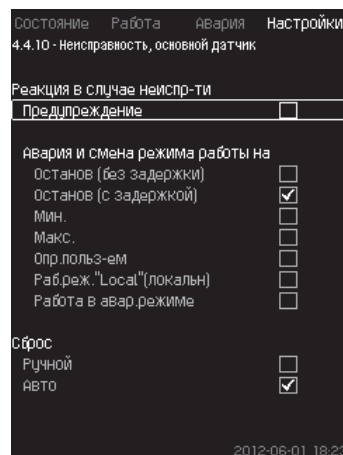 Состояние Работа Авария Настройки
4.4.10 - Неисправность, основной датчик
Реакция в случае неиспр-ти
Предупреждение
Авария и смена режима работы на
Останов (без задержки)
Останов (с задержкой)
Мин.
Макс.
Опр.польз-ем
Раб.реж."Local"(локальн)
Работа в авар.режиме
Сброс
Ручной
Авто
2012-06-01 18:23